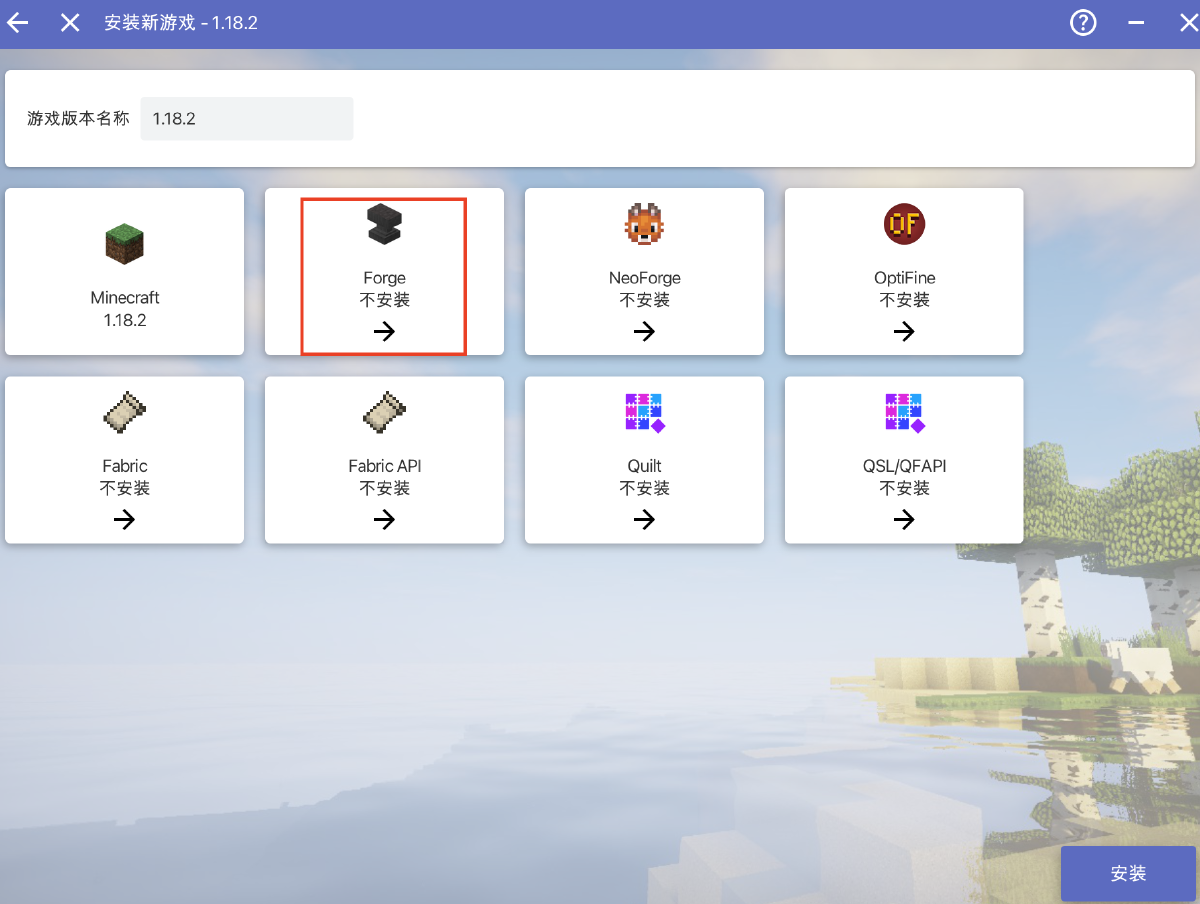 安装新游戏 - 1.18.2
游戏版本名称 1.18.2
Minecraft
1.18.2
Forge
不安装
NeoForge
不安装
OF
OptiFine
不安装
Fabric
不安装
Fabric API
不安装
Quilt
不安装
QSL/QFAPI
不安装
安装